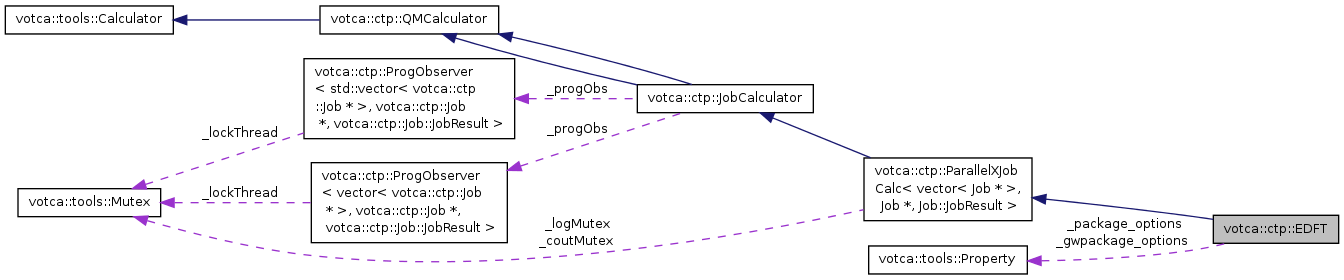 votca::tools::Calculator
votca::ctp::QMCalculator
votca::ctp::ProgObserver
< std::vector< votca::ctp
::Job * >, votca::ctp::Job
*, votca::ctp::Job::JobResult >
_progObs
votca::ctp::JobCalculator
_lockThread
_progObs
votca::tools::Mutex
_lockThread
votca::ctp::ProgObserver
< vector< votca::ctp::Job
* >, votca::ctp::Job *,
votca::ctp::Job::JobResult >
votca::ctp::ParallelXJob
Calc< vector< Job * >,
Job *, Job::JobResult >
_logMutex
_coutMutex
_package_options
_gwpackage_options
votca::ctp::EDFT
votca::tools::Property